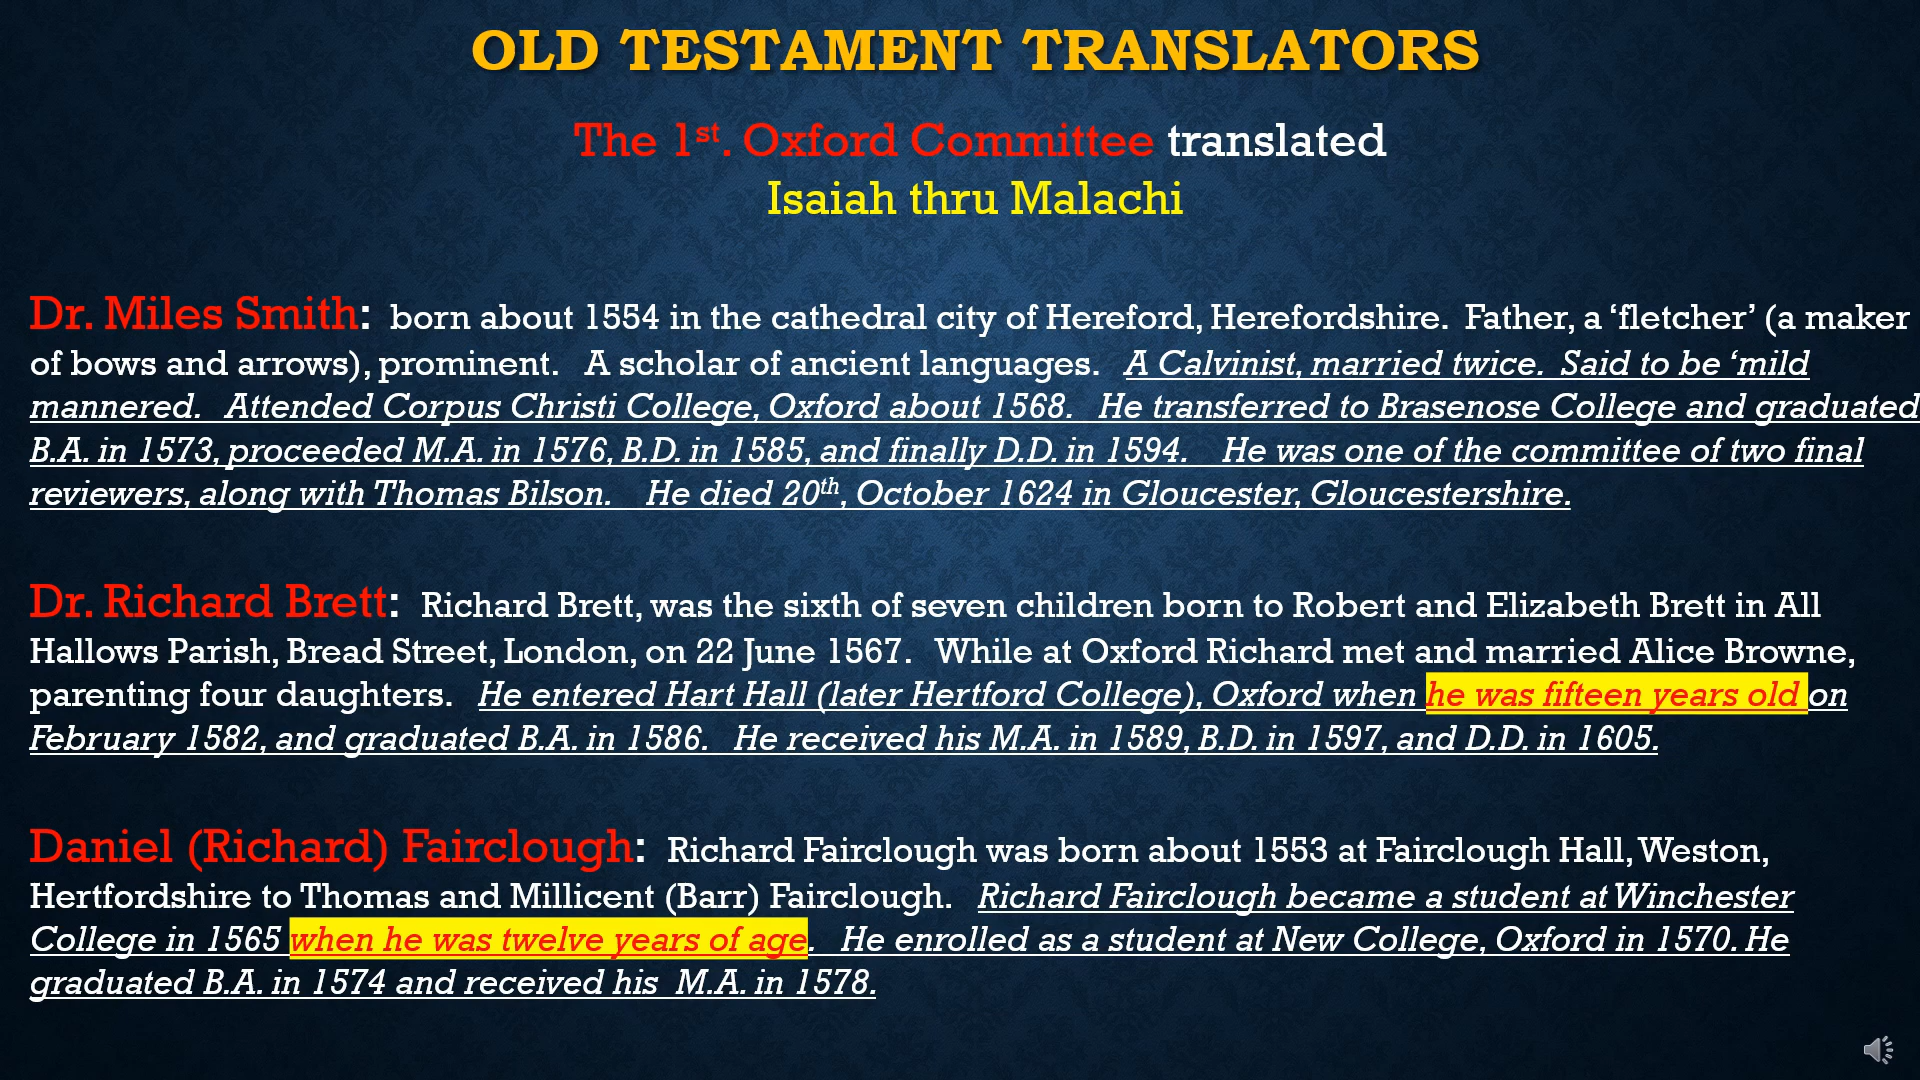 OLD TESTAMENT TRANSLATORS
The 1st. Oxford Committee translated
Isaiah thru Malachi
Dr. Miles Smith: born about 1554 in the cathedral city of Hereford, Herefordshire. Father, a ‘fletcher’ (a maker
of bows and arrows), prominent. A scholar of ancient languages. A Calvinist, married twice. Said to be ‘mild
mannered. Attended Corpus Christi College, Oxford about 1568. He transferred to Brasenose College and graduated
B.A. in 1573, proceeded M.A. in 1576, B.D. in 1585, and finally D.D. in 1594. He was one of the committee of two final
reviewers, along with Thomas Bilson. He died 20th, October 1624 in Gloucester, Gloucestershire.
Dr. Richard Brett: Richard Brett, was the sixth of seven children born to Robert and Elizabeth Brett in All
Hallows Parish, Bread Street, London, on 22 June 1567. While at Oxford Richard met and married Alice Browne,
parenting four daughters. He entered Hart Hall (later Hertford College), Oxford when he was fifteen years old on
February 1582, and graduated B.A. in 1586. He received his M.A. in 1589, B.D. in 1597, and D.D. in 1605.
Daniel (Richard) Fairclough: Richard Fairclough was born about 1553 at Fairclough Hall, Weston,
Hertfordshire to Thomas and Millicent (Barr) Fairclough. Richard Fairclough became a student at Winchester
College in 1565 when he was twelve years of age. He enrolled as a student at New College, Oxford in 1570. He
graduated B.A. in 1574 and received his M.A. in 1578.